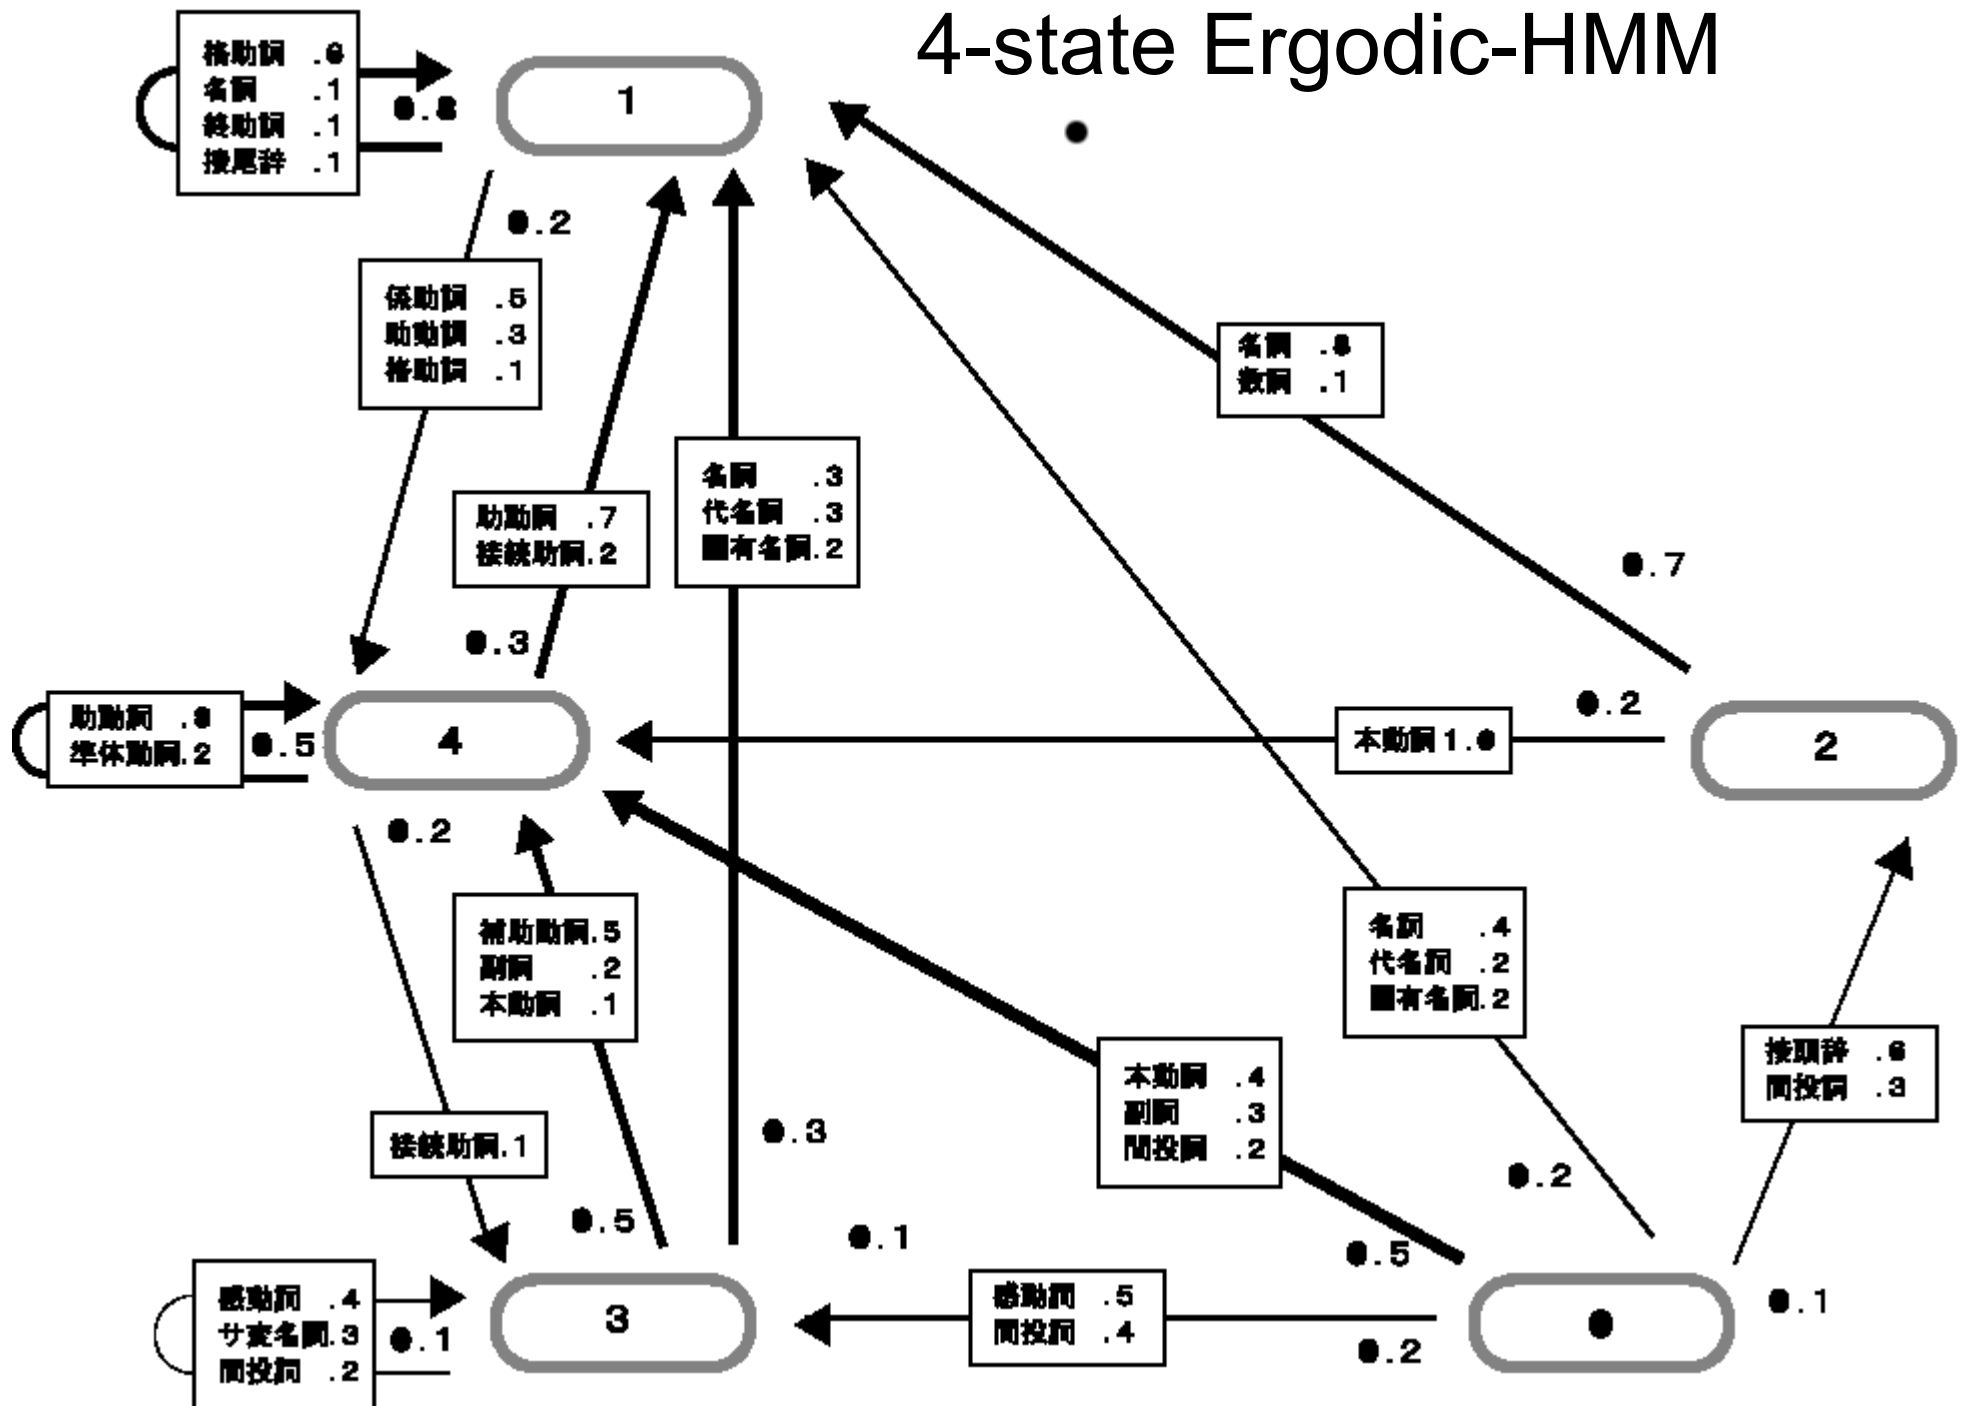 4-state Ergodic-HMM
格助詞 .6
名詞 .1
終助詞 .1
接尾辞 .1
0.8
1
0.2
係助詞 .5
助動詞 .3
格助詞 .1
名詞 .8
数詞 .1
名詞 .3
代名詞 .3
固有名詞.2
助動詞 .7
接続助詞.2
0.7
0.3
助動詞
準体動詞.2
0.5
4
本動詞1.0
0.2
2
0.2
補助動詞.5
副詞 .2
本動詞 .1
名詞 .4
代名詞 .2
固有名詞.2
本動詞 .4
副詞 .3
間投詞 .2
接頭辞 .6
間投詞 .3
接続助詞.1
0.3
0.2
0.5
0.1
0.5
感動詞 .4
サ変名詞.3
間投詞 .2
0.1
3
感動詞 .5
間投詞 .4
0.2
0
0.1